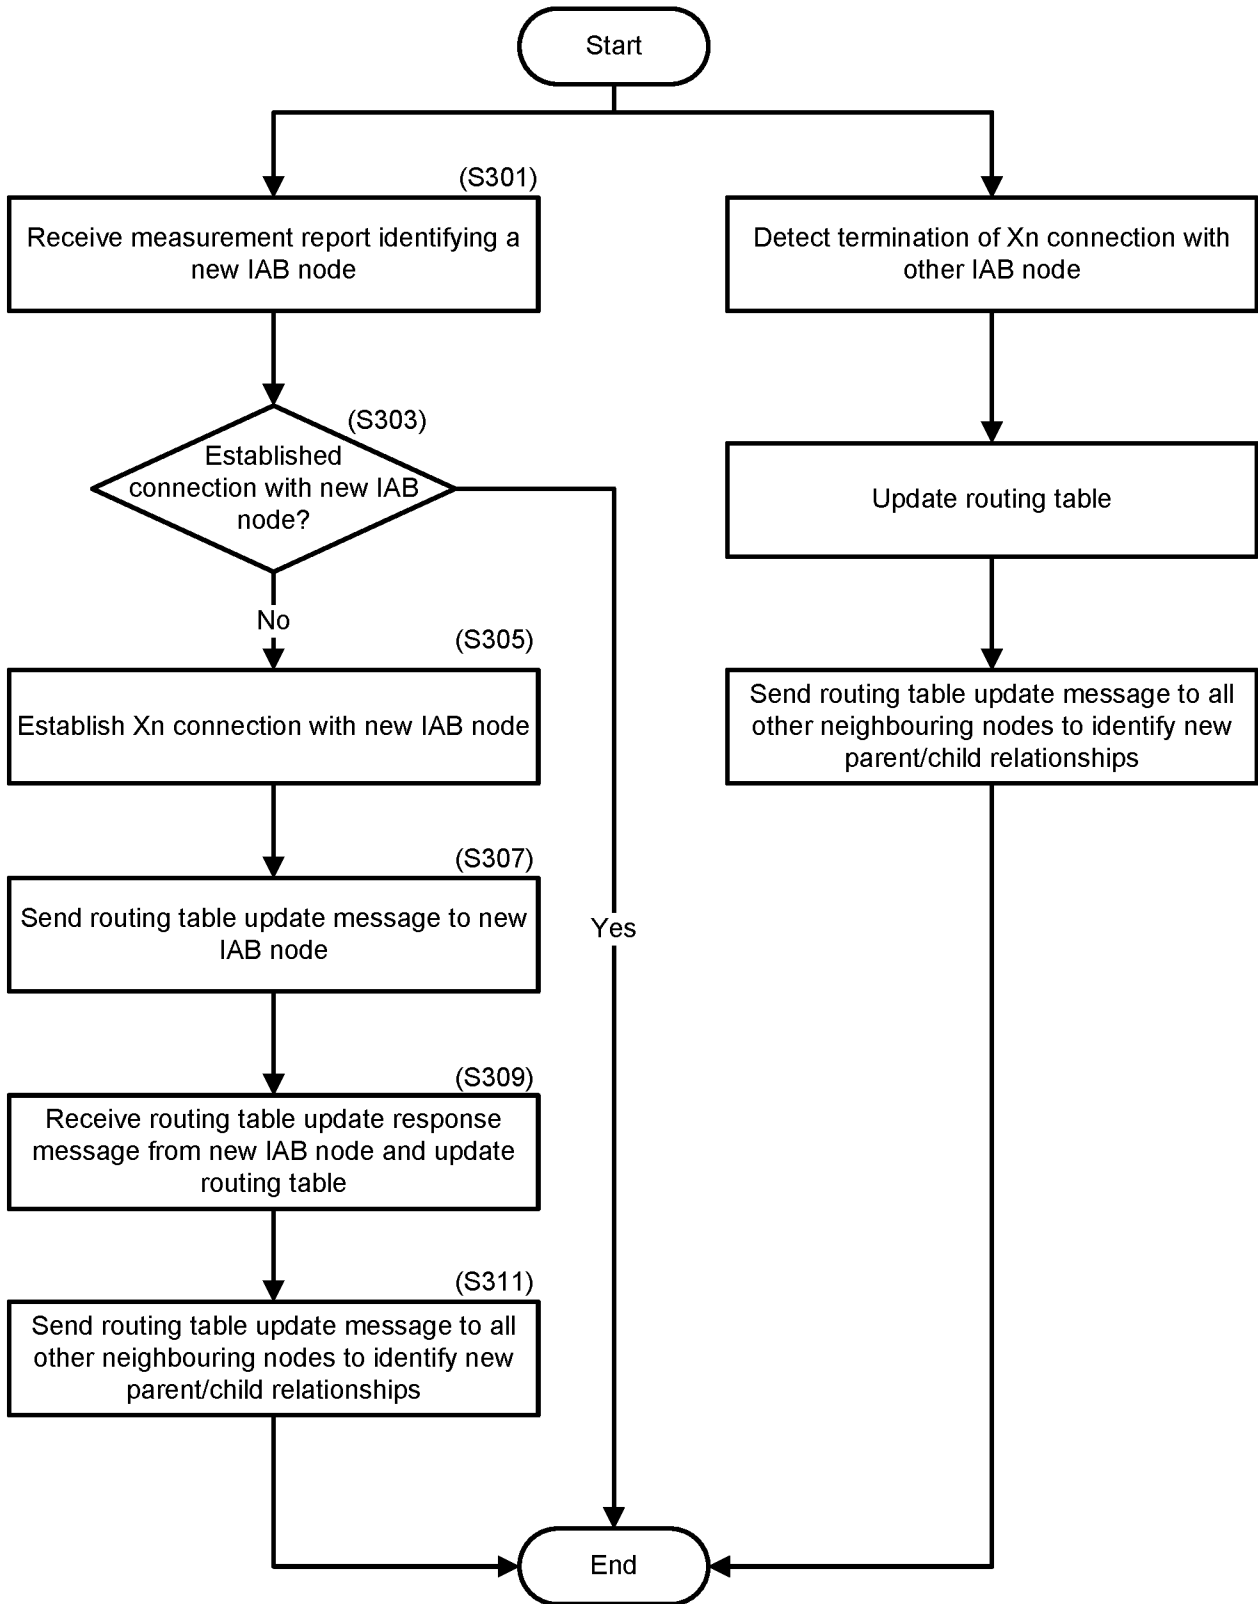 Start
(S301)
Receive measurement report identifying a
new IAB node
(S303)
Established
connection with new IAB
node?
No
(S305)
Establish Xn connection with new IAB node
(S307)
Send routing table update message to new
IAB node
(S309)
Receive routing table update response
message from new IAB node and update
routing table
(S311)
Send routing table update message to all
other neighbouring nodes to identify new
parent/child relationships
Yes
Detect termination of Xn connection with
other IAB node
Update routing table
Send routing table update message to all
other neighbouring nodes to identify new
parent/child relationships
End